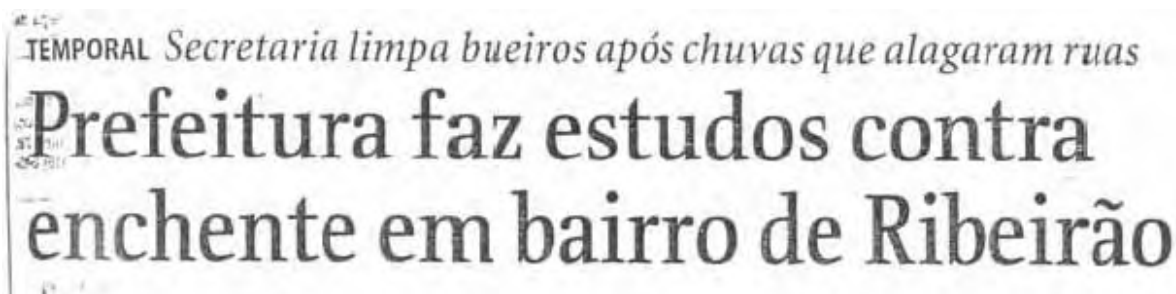 TEMPORAL Secretaria limpa bueiros após chuvas que alagaram ruas
Prefeitura faz estudos contra
enchente em bairro de Ribeirão